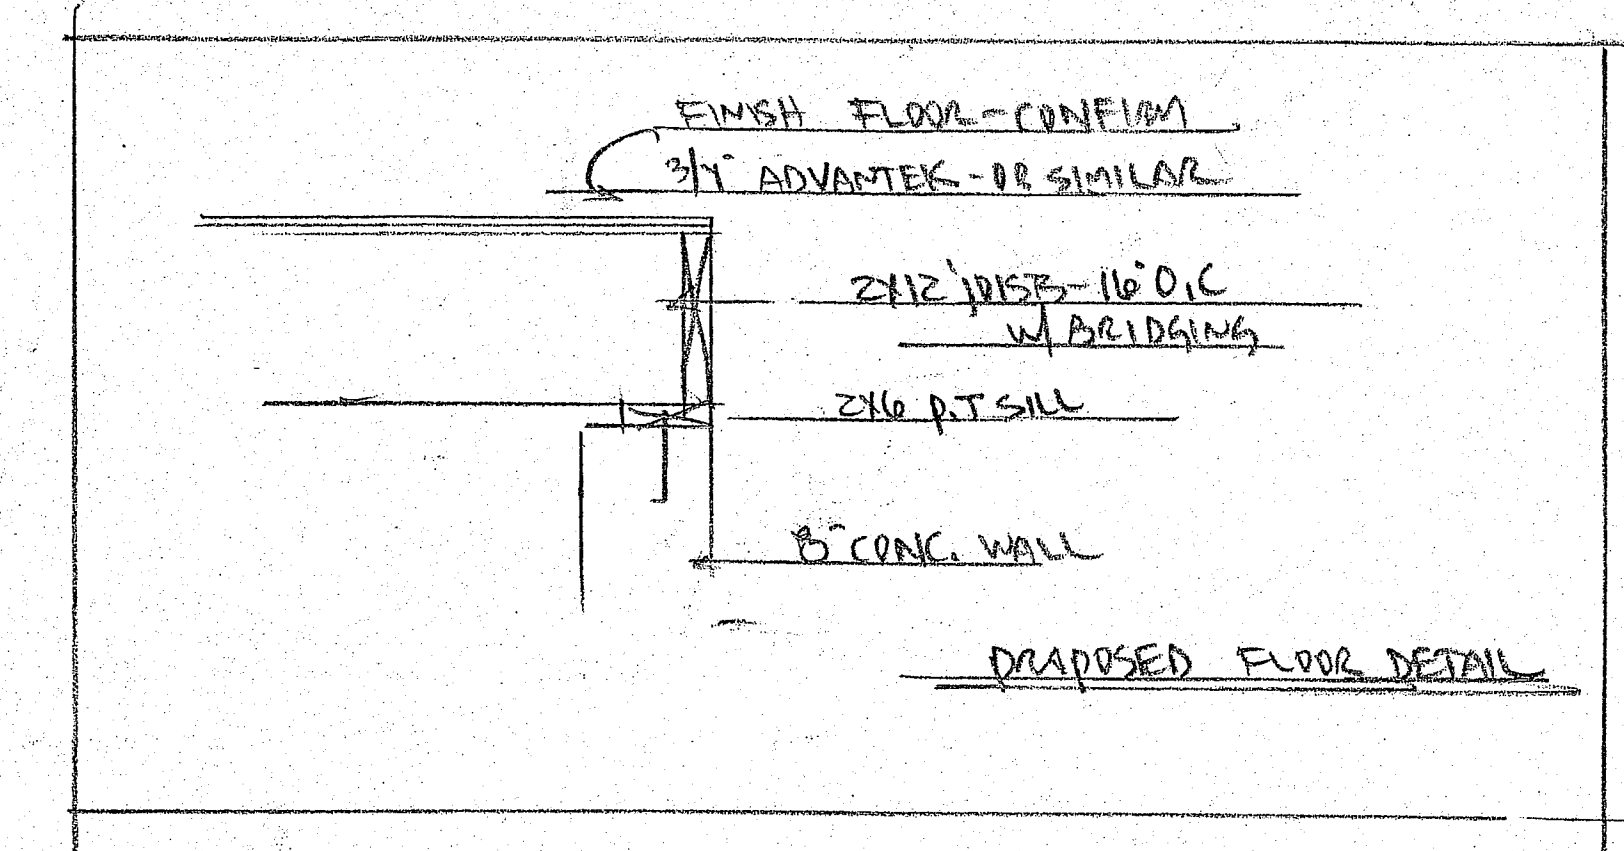 FINISH FLOOR - CONFIRM
3/4" ADVANTEK - OR SIMILAR
2X12 JOISTS - 16" O.C
W/ BRIDGING
2X6 P.T SILL
8" CONC. WALL
PROPOSED FLOOR DETAIL